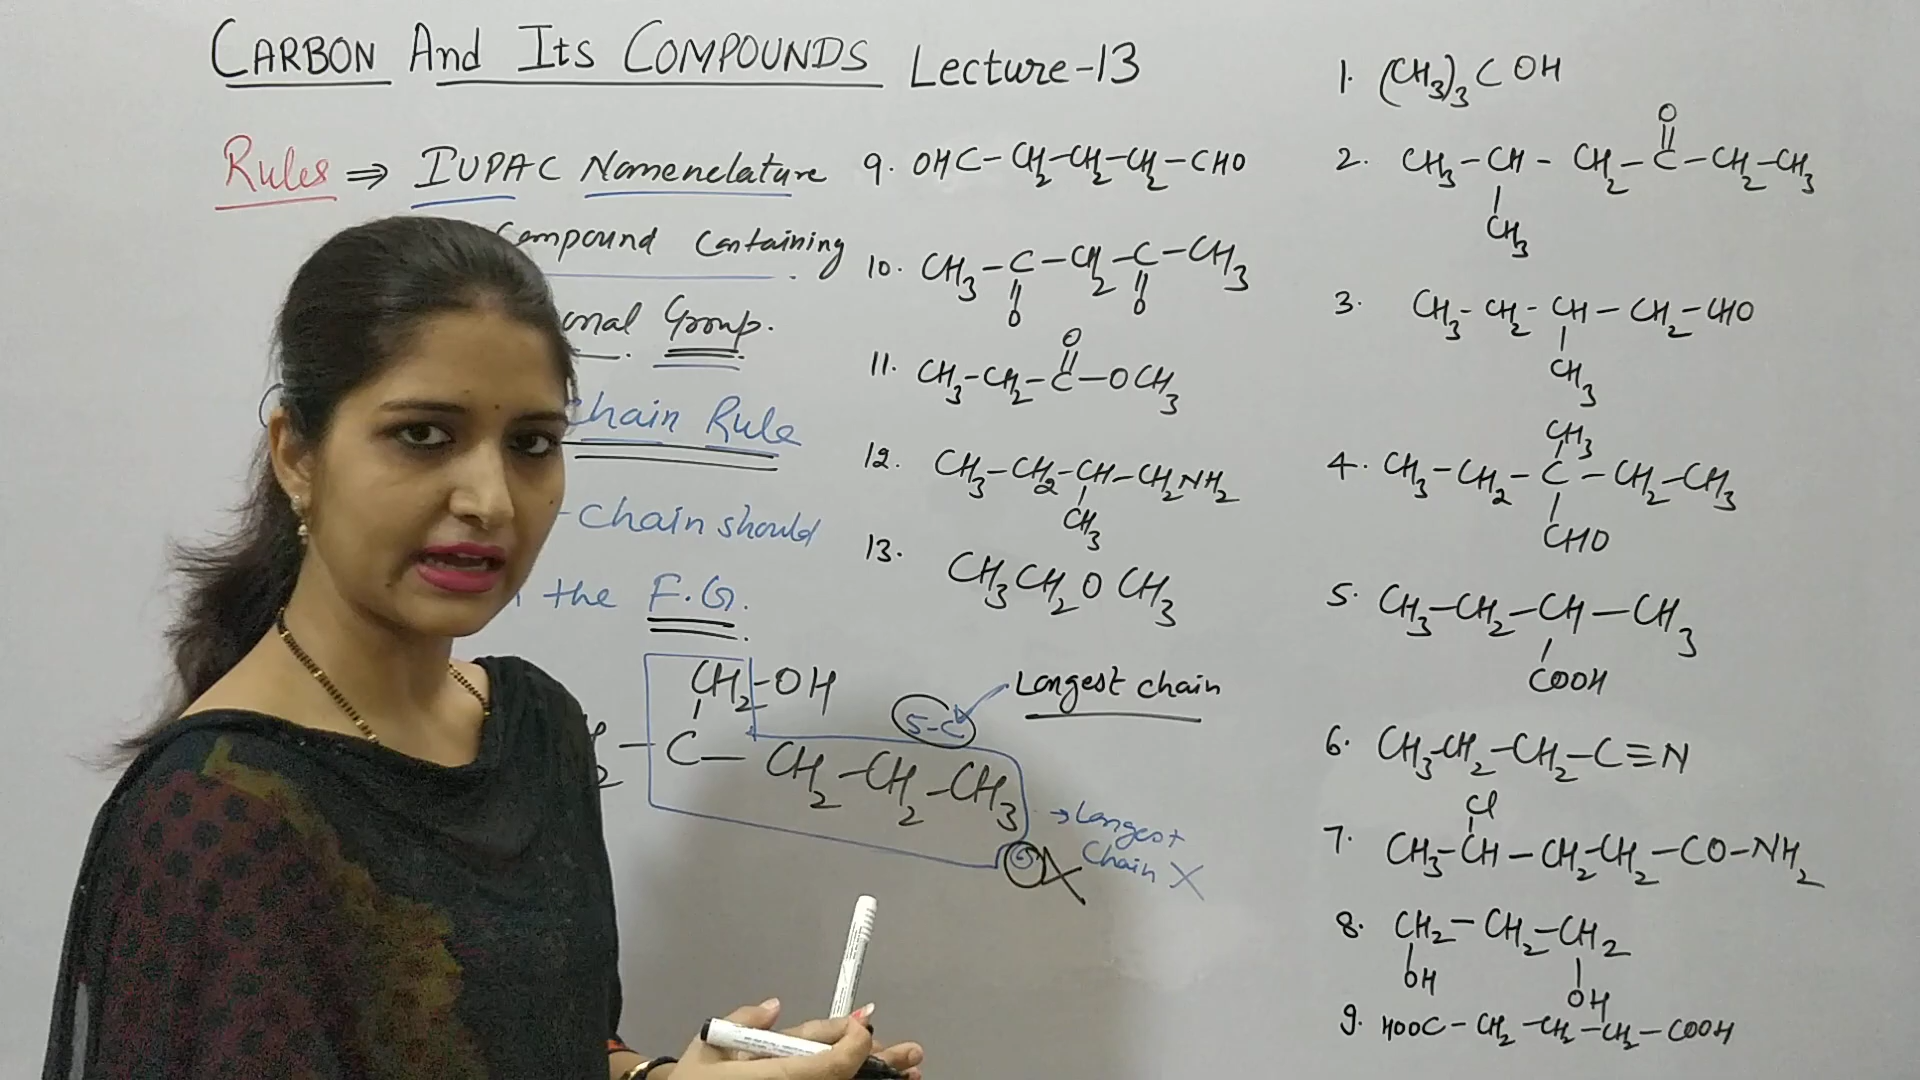 CARBON And Its COMPOUNDS Lecture-13
Rules ⇒ IUPAC Nomenclature
Compound Containing
Group.
Chain Rule
- chain should
the F.G.
CH2-OH
C - CH2 - CH2 - CH3
5-C
Longest chain
→ Longest
Chain X
5 X
9. OHC-CH2-CH2-CH2-CHO
10. CH3-C-CH2-C-CH3
O O
O
11. CH3-CH2-C-OCH3
12. CH3-CH2-CH-CH2NH2
CH3
13. CH3CH2OCH3
1. (CH3)3COH
O
2. CH3-CH-CH2-C-CH2-CH3
CH3
3. CH3-CH2-CH-CH2-CHO
CH3
CH3
4. CH3-CH2-C-CH2-CH3
CHO
5. CH3-CH2-CH-CH3
COOH
6. CH3CH2-CH2-C≡N
Cl
7. CH3-CH-CH2-CH2-CO-NH2
8. CH2-CH2-CH2
OH OH
9. HOOC-CH2-CH2-CH2-COOH